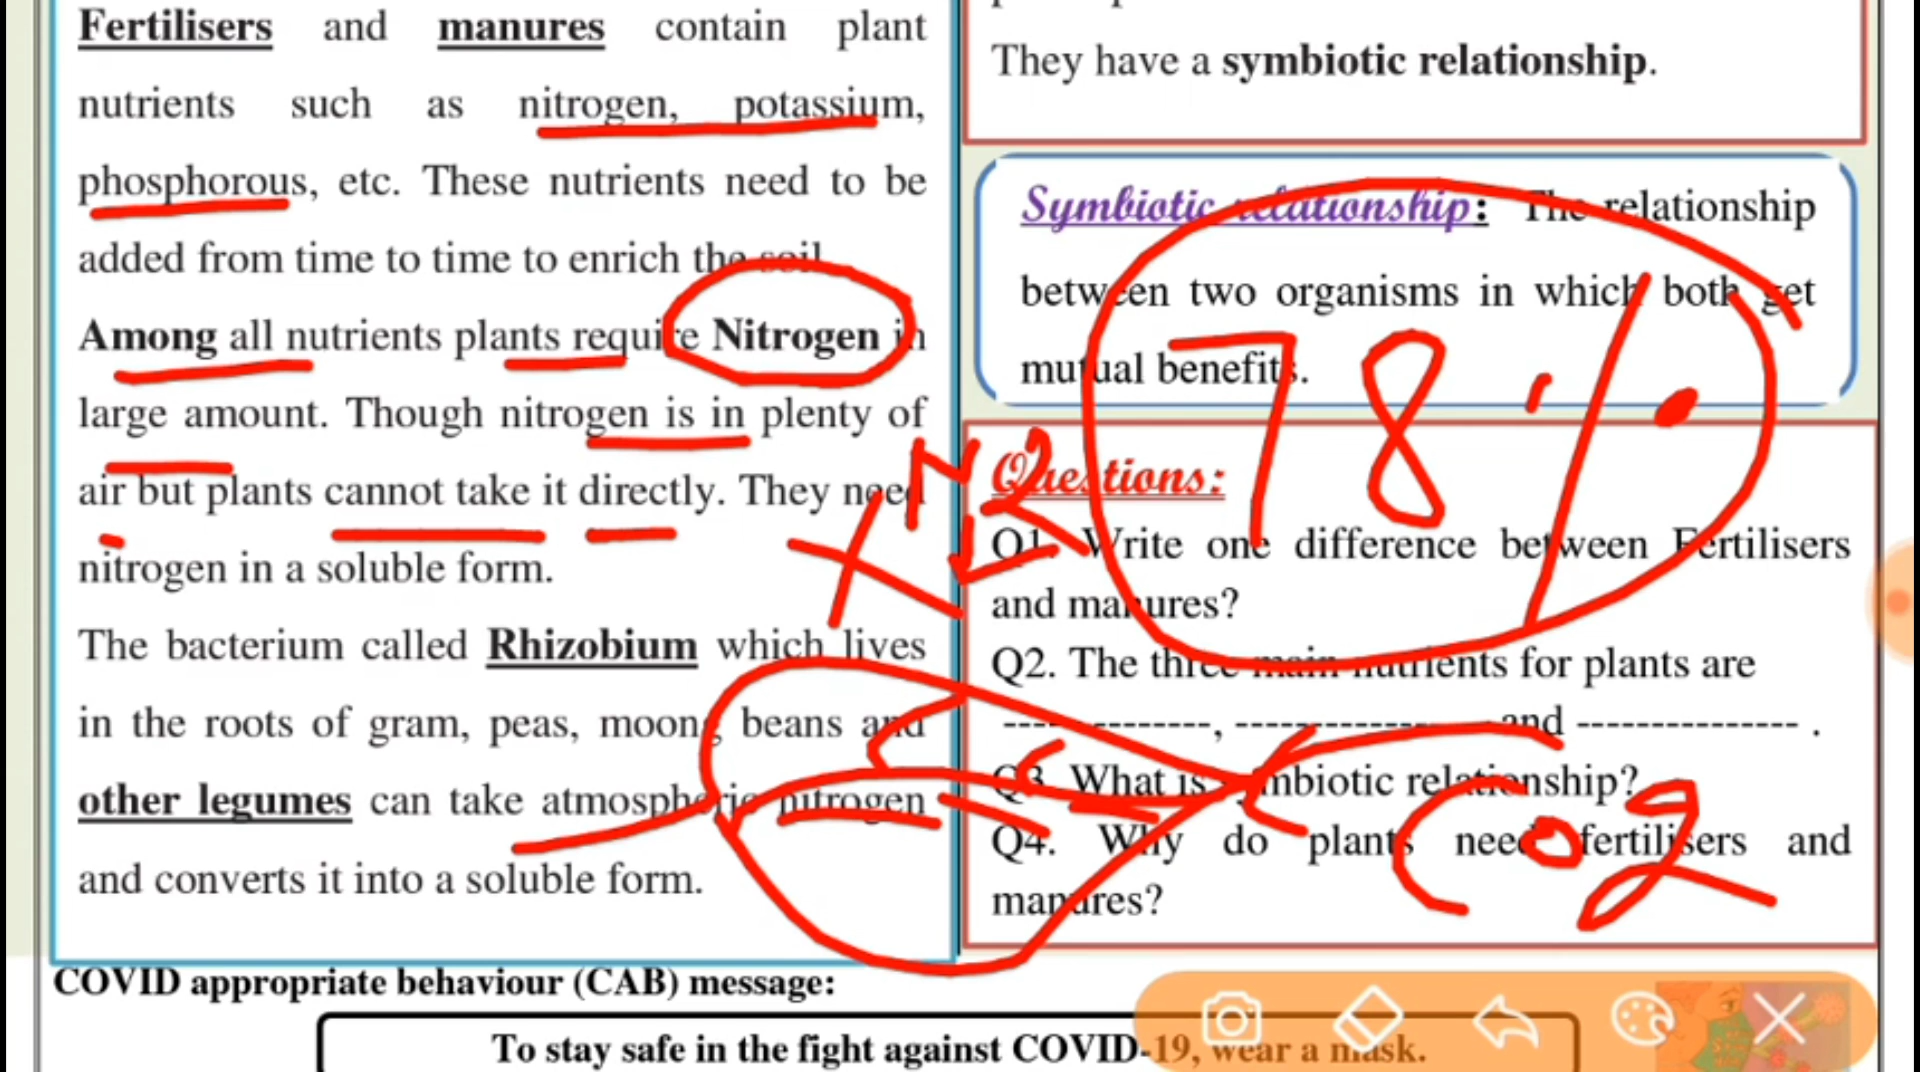 Fertilisers and manures contain plant
nutrients such as nitrogen, potassium,
phosphorous, etc. These nutrients need to be
added from time to time to enrich the soil
Among all nutrients plants require Nitrogen in
large amount. Though nitrogen is in plenty of
air but plants cannot take it directly. They need
nitrogen in a soluble form.
The bacterium called Rhizobium which lives
in the roots of gram, peas, moong beans and
other legumes can take atmospheric nitrogen
and converts it into a soluble form.
They have a symbiotic relationship.
Symbiotic relationship: The relationship
between two organisms in which both get
mutual benefits.
78%
N2
Questions:
Q1. Write one difference between Fertilisers
and manures?
Q2. The three main nutrients for plants are
---------------, ------------------- and --------------- .
Q3. What is symbiotic relationship?
Q4. Why do plants need fertilisers and
manures?
CO2
COVID appropriate behaviour (CAB) message:
To stay safe in the fight against COVID-19, wear a mask.